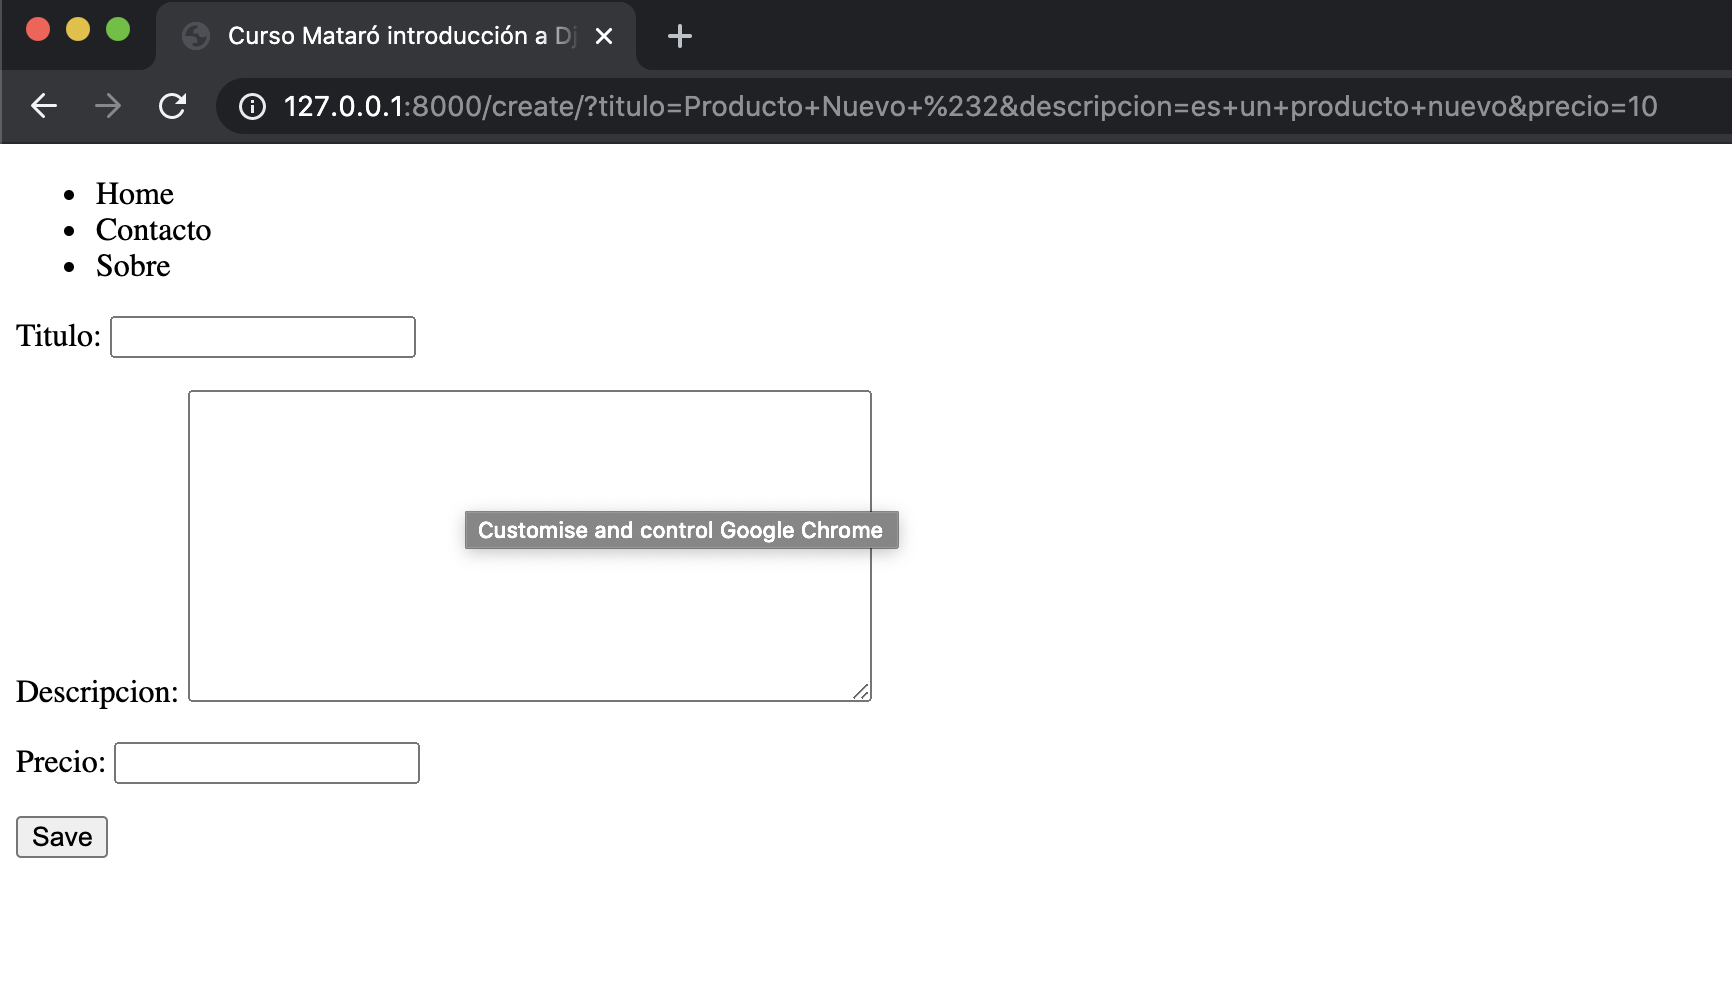 Curso Mataró introducción a Dj
127.0.0.1:8000/create/?titulo=Producto+Nuevo+%232&descripcion=es+un+producto+nuevo&precio=10
Home
Contacto
Sobre
Titulo:
Customise and control Google Chrome
Descripcion:
Precio:
Save